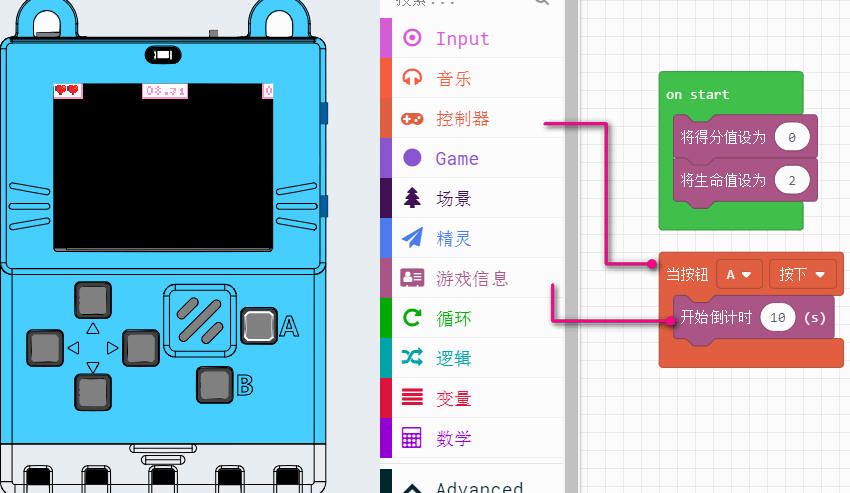 搜索...
08.71
0
A
B
Input
音乐
控制器
Game
场景
精灵
游戏信息
循环
逻辑
变量
数学
Advanced
on start
将得分值设为 0
将生命值设为 2
当按钮 A 按下
开始倒计时 10 (s)